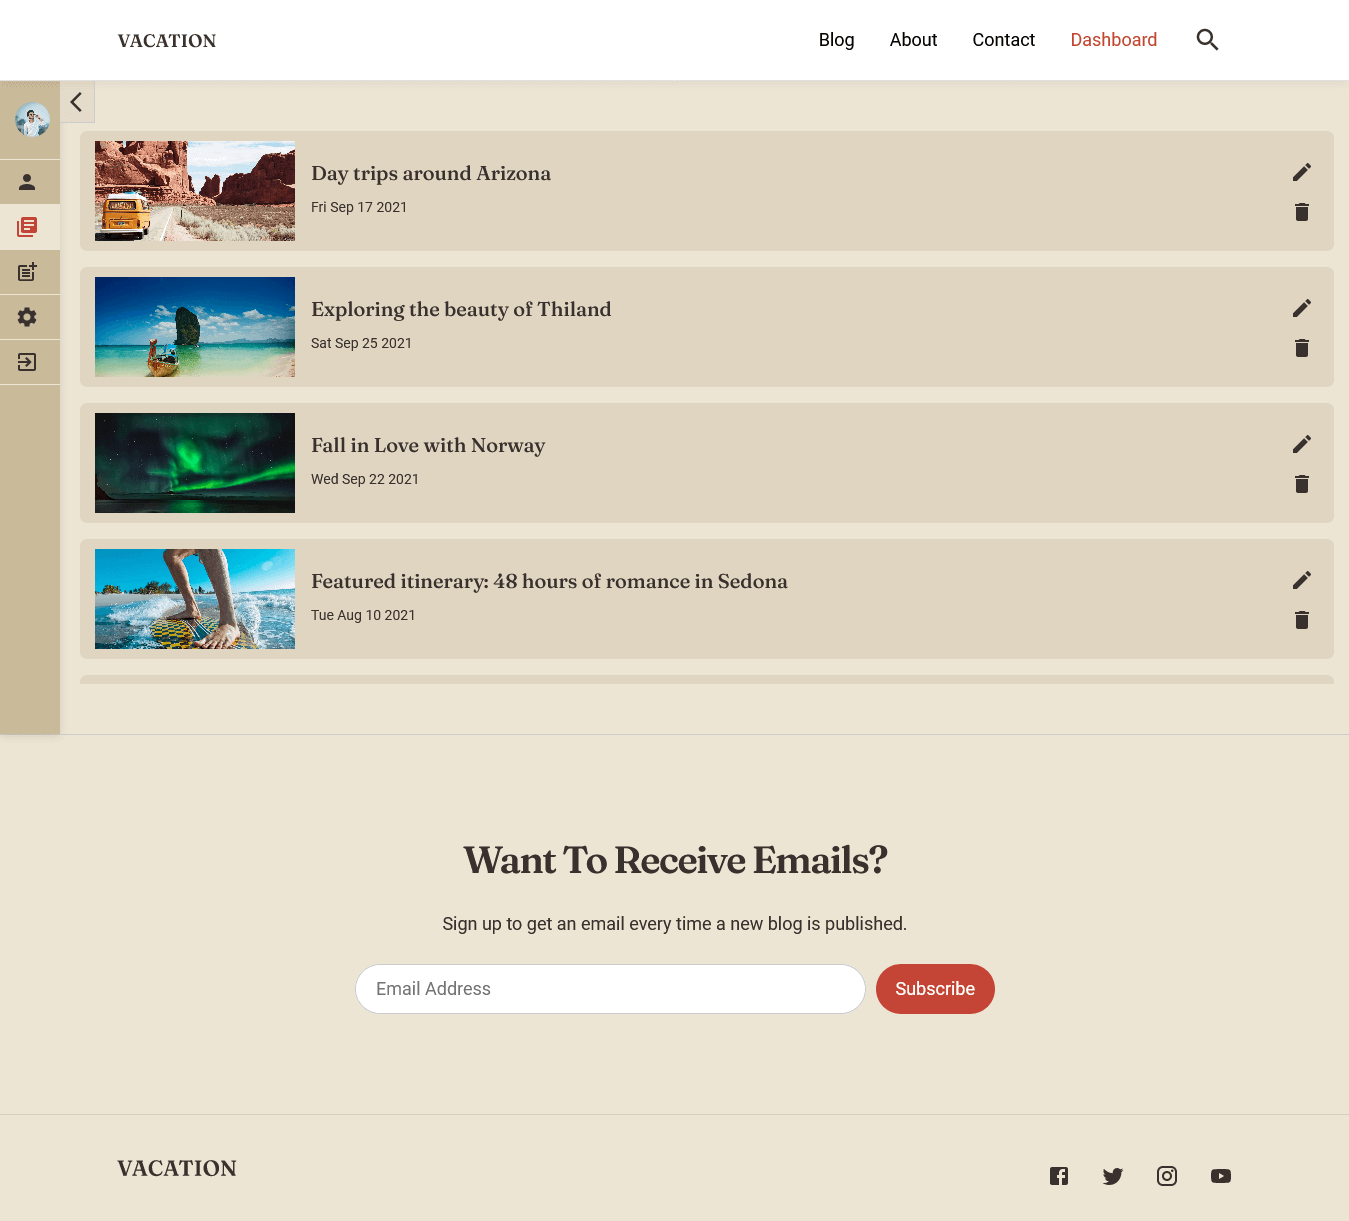 VACATION
Blog About Contact Dashboard
Day trips around Arizona
Fri Sep 17 2021
Exploring the beauty of Thiland
Sat Sep 25 2021
Fall in Love with Norway
Wed Sep 22 2021
Featured itinerary: 48 hours of romance in Sedona
Tue Aug 10 2021
Want To Receive Emails?
Sign up to get an email every time a new blog is published.
Email Address Subscribe
VACATION